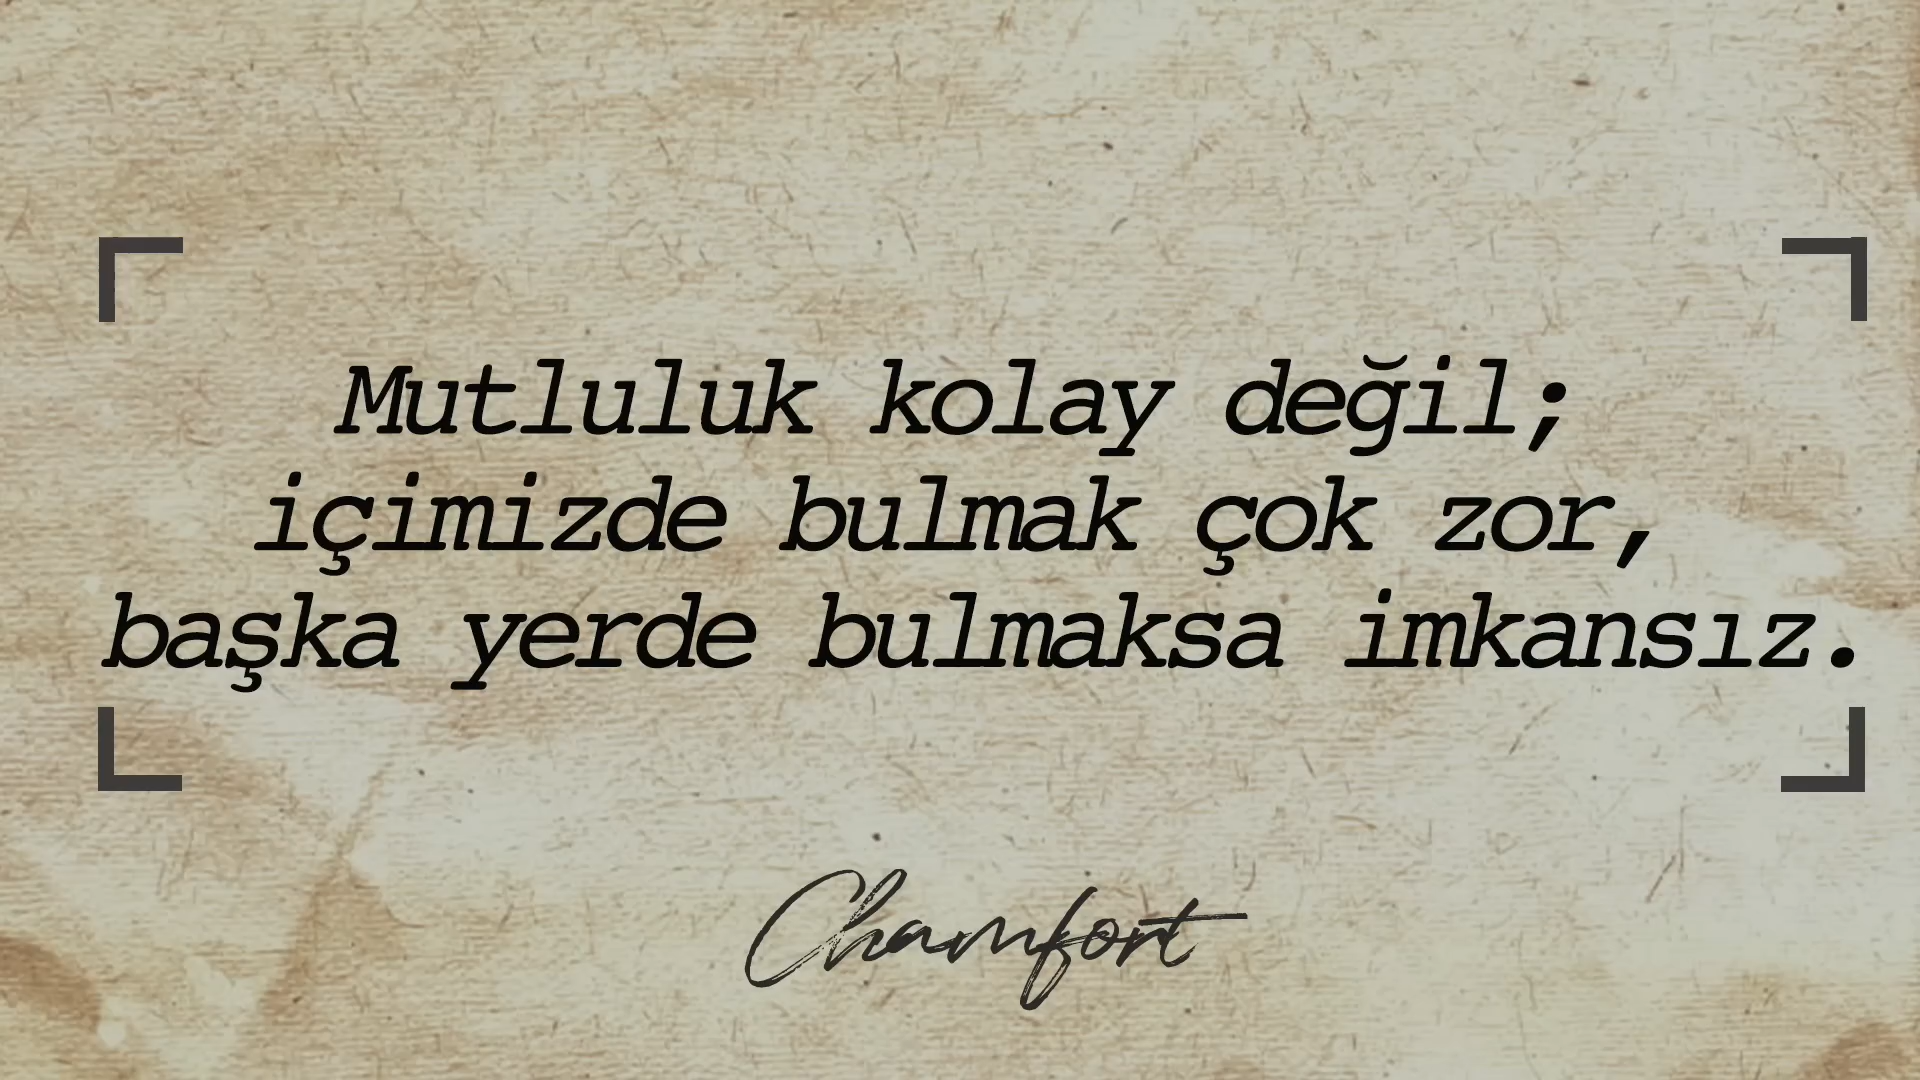 Mutluluk kolay değil;
içimizde bulmak çok zor,
başka yerde bulmaksa imkansız.
Chamfort